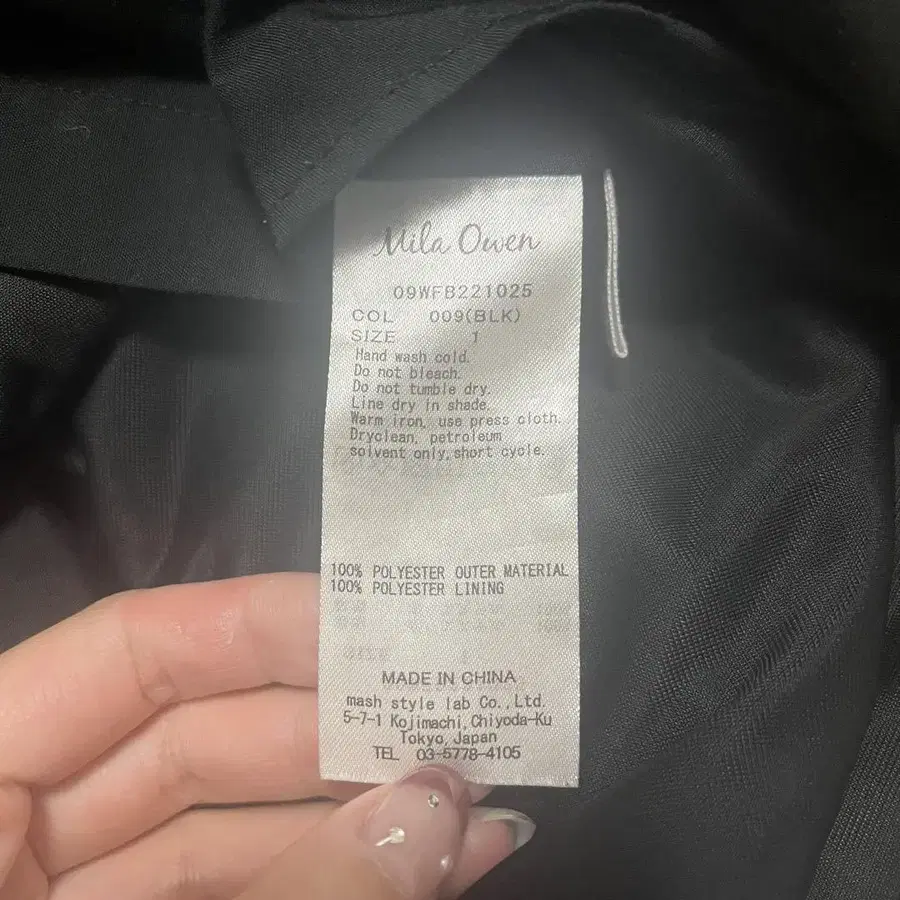 Mila Owen
09WFB221025
COL 009(BLK)
SIZE 1
Hand wash cold.
Do not bleach.
Do not tumble dry.
Line dry in shade.
Warm iron, use press cloth.
Dryclean, petroleum
solvent only, short cycle.
100% POLYESTER OUTER MATERIAL
100% POLYESTER LINING
MADE IN CHINA
mash style lab Co., Ltd.
5-7-1 Kojimachi, Chiyoda-Ku
Tokyo, Japan
TEL 03-5778-4105